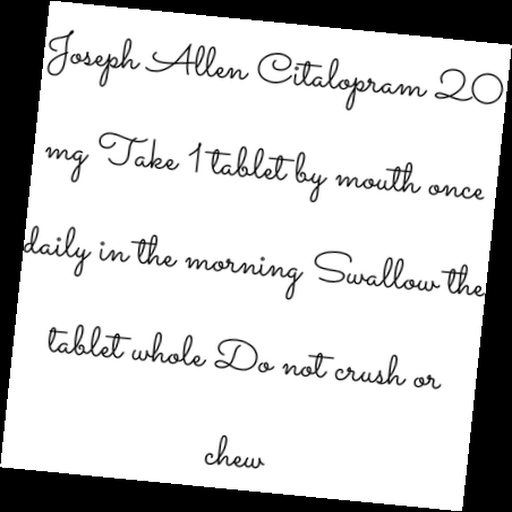 Joseph Allen Citalopram 20
mg Take 1 tablet by mouth once
daily in the morning Swallow the
tablet whole Do not crush or
chew